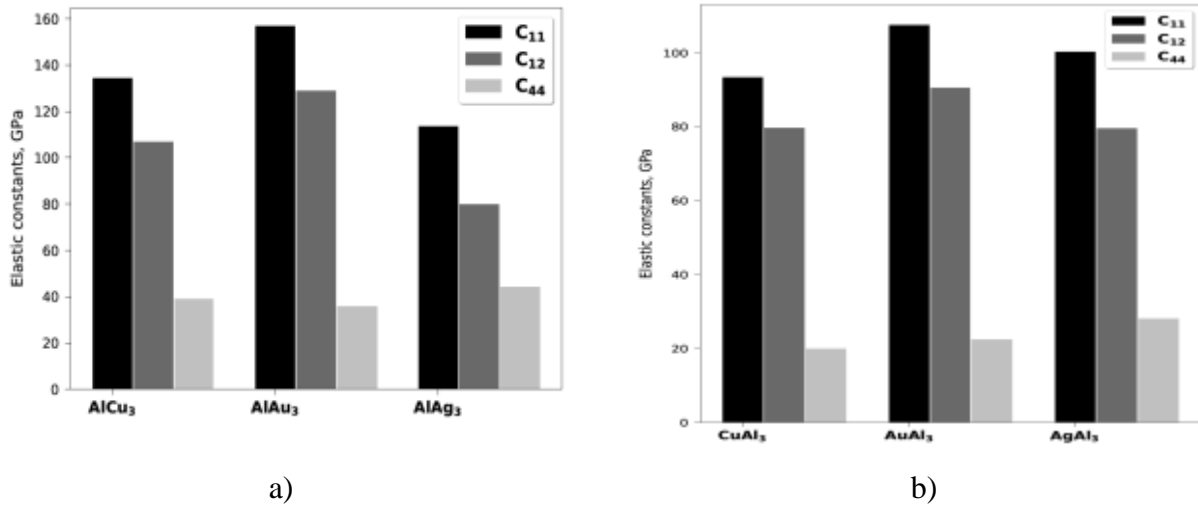 160
140
120
100
80
60
40
20
0
Elastic constants, GPa
C₁₁
C₁₂
C₄₄
AlCu₃
AlAu₃
AlAg₃
a)
100
80
60
40
20
0
Elastic constants, GPa
C₁₁
C₁₂
C₄₄
CuAl₃
AuAl₃
AgAl₃
b)